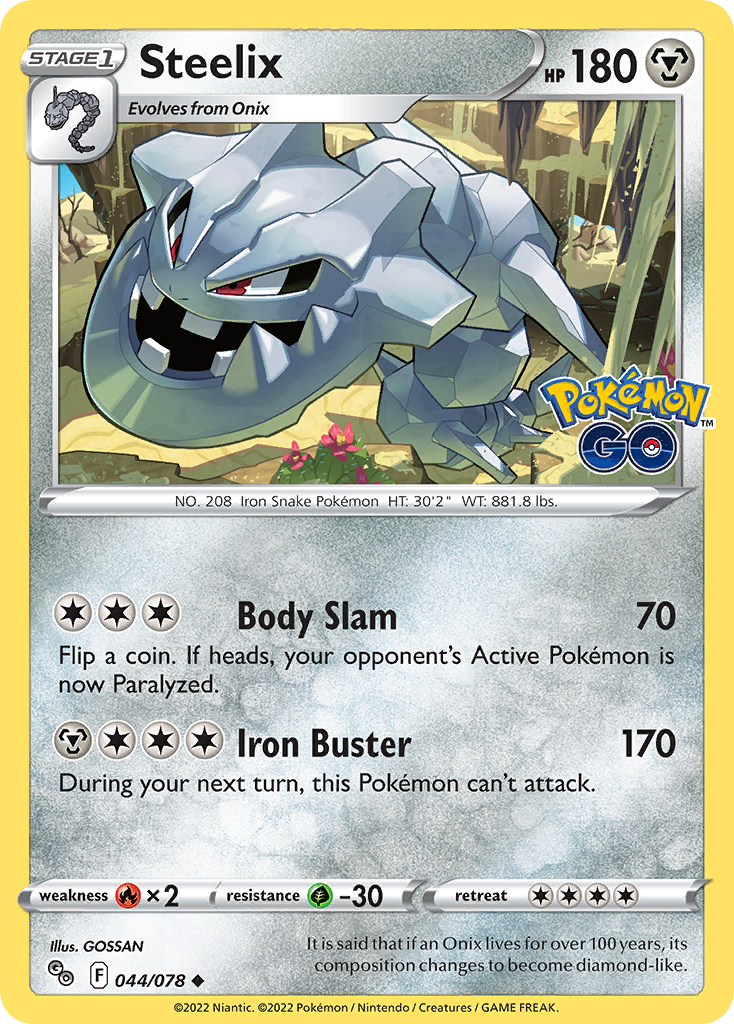 STAGE 1
Steelix
HP 180
Evolves from Onix
POKéMON
GO
TM
NO. 208 Iron Snake Pokémon HT: 30'2" WT: 881.8 lbs.
Body Slam 70
Flip a coin. If heads, your opponent's Active Pokémon is
now Paralyzed.
Iron Buster 170
During your next turn, this Pokémon can't attack.
weakness ×2 resistance -30 retreat
Illus. GOSSAN
It is said that if an Onix lives for over 100 years, its
composition changes to become diamond-like.
GO F 044/078
©2022 Niantic. ©2022 Pokémon / Nintendo / Creatures / GAME FREAK.